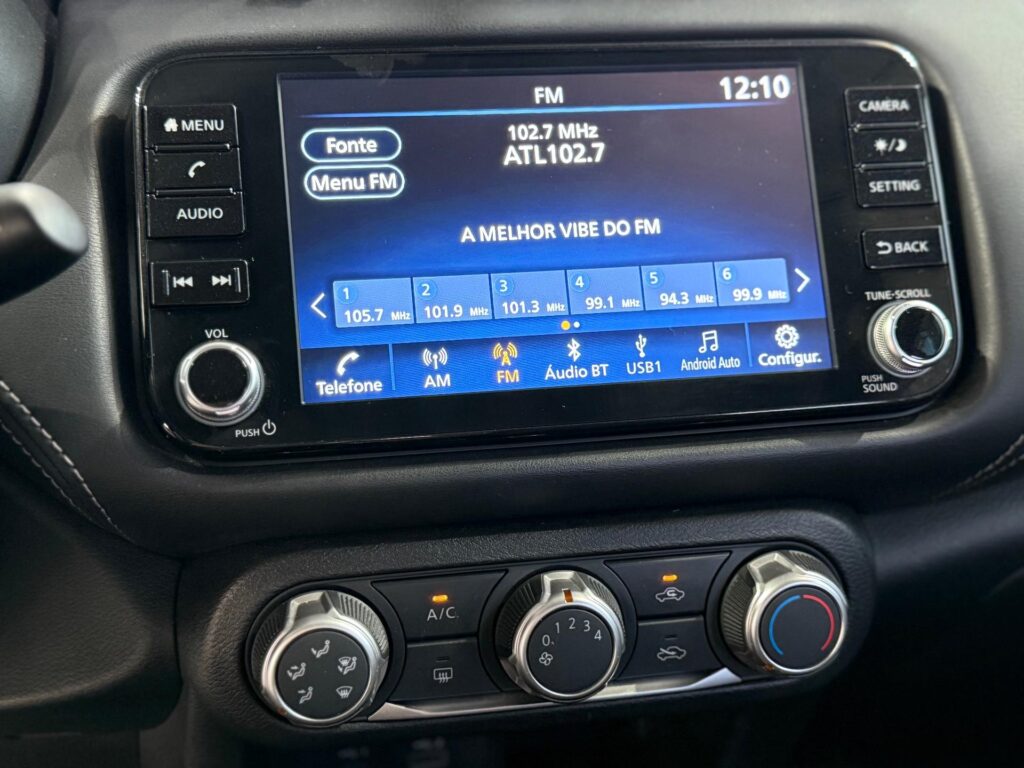 FM
12:10
102.7 MHz
ATL102.7
Fonte
Menu FM
A MELHOR VIBE DO FM
1 105.7 MHz
2 101.9 MHz
3 101.3 MHz
4 99.1 MHz
5 94.3 MHz
6 99.9 MHz
Telefone
AM
FM
Áudio BT
USB1
Android Auto
Configur.
MENU
AUDIO
VOL
PUSH
CAMERA
SETTING
BACK
TUNE·SCROLL
PUSH
SOUND
A/C
0 1 2 3 4